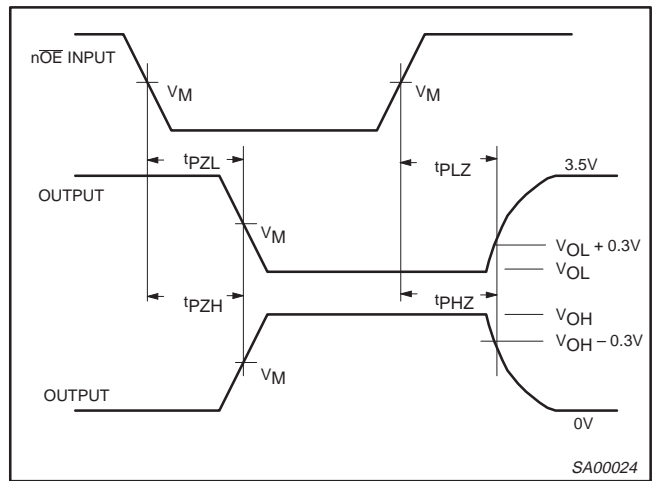 nO̅E̅ INPUT
VM
VM
tPZL
tPLZ
3.5V
OUTPUT
VM
VOL + 0.3V
VOL
tPZH
tPHZ
VOH
VOH – 0.3V
VM
OUTPUT
0V
SA00024